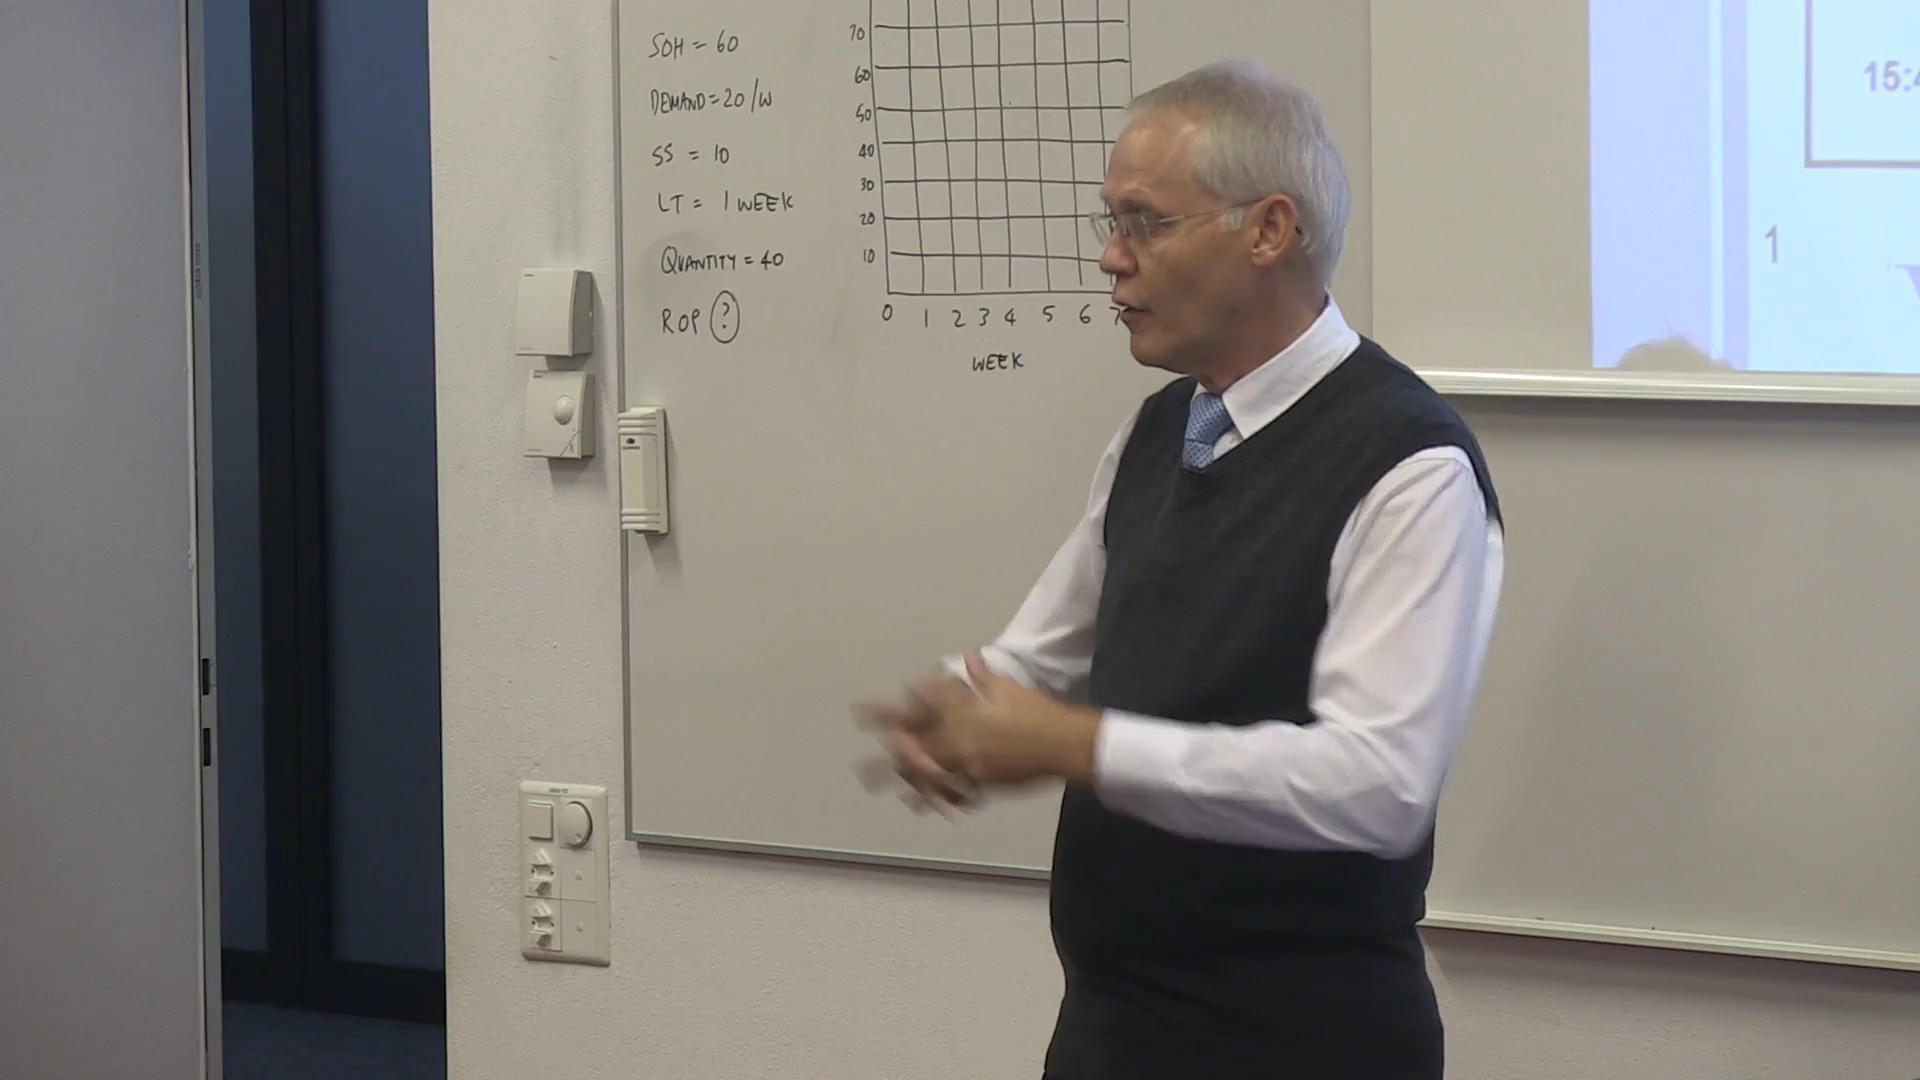 SOH = 60
DEMAND = 20/W
SS = 10
LT = 1 WEEK
QUANTITY = 40
ROP ?
70
60
50
40
30
20
10
0 1 2 3 4 5 6 7
WEEK
15:4
1